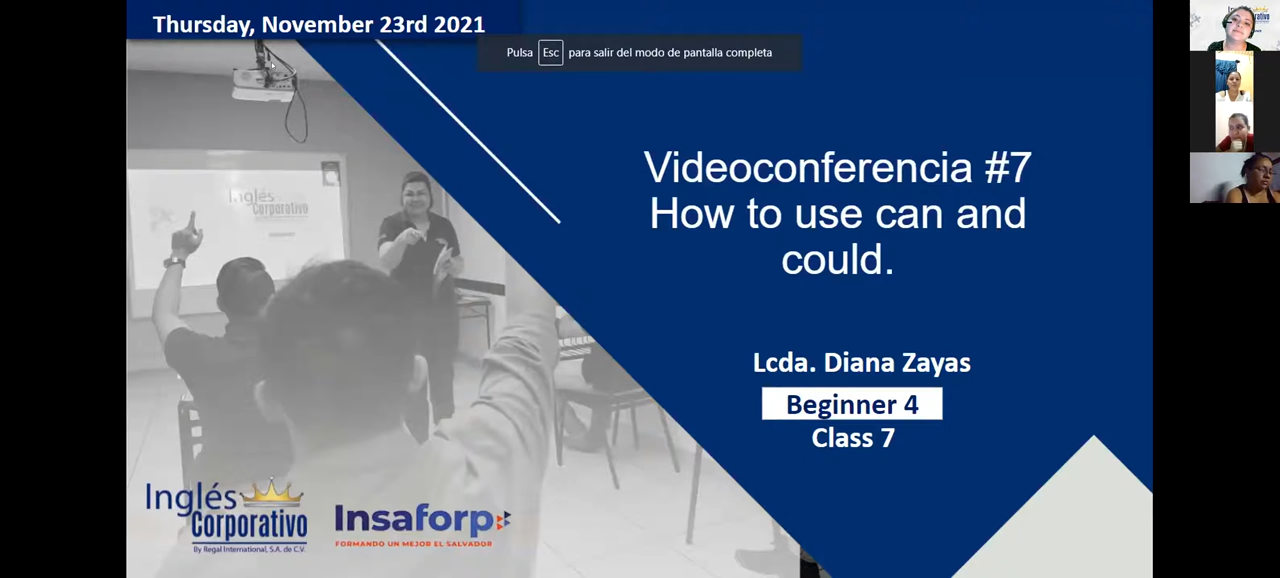 Thursday, November 23rd 2021
Pulsa Esc para salir del modo de pantalla completa
Videoconferencia #7
How to use can and
could.
Lcda. Diana Zayas
Beginner 4
Class 7
Inglés
Corporativo
Inglés
Corporativo
By Regal International, S.A. de C.V.
Insaforp
FORMANDO UN MEJOR EL SALVADOR